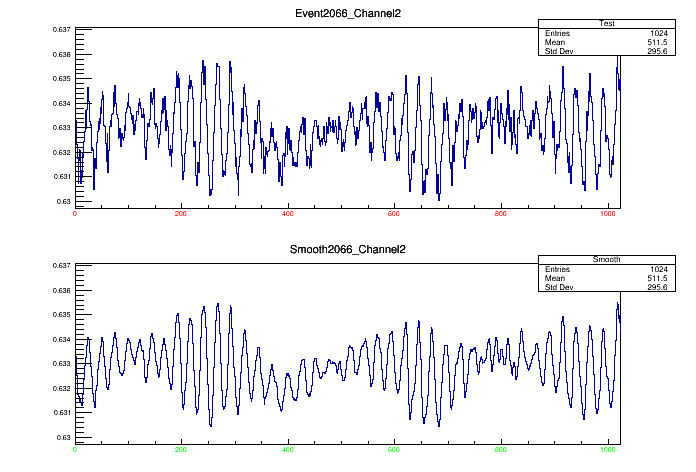 Event2066_Channel2
Test
Entries 1024
Mean 511.5
Std Dev 295.6
0.637
0.636
0.635
0.634
0.633
0.632
0.631
0.63
0 200 400 600 800 1000
Smooth2066_Channel2
Smooth
Entries 1024
Mean 511.5
Std Dev 295.6
0.637
0.636
0.635
0.634
0.633
0.632
0.631
0.63
0 200 400 600 800 1000